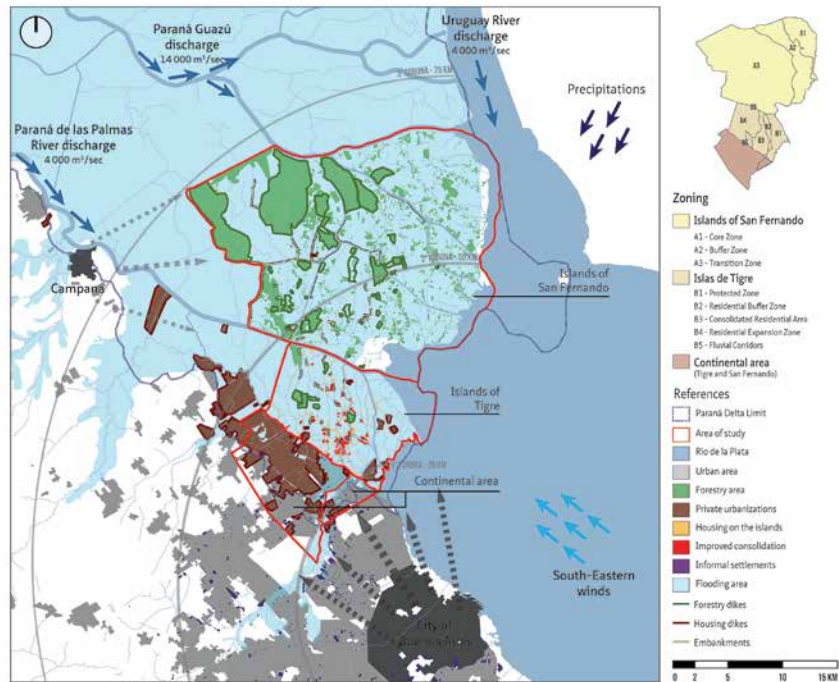 Paraná Guazú
discharge
14 000 m³/sec
Uruguay River
discharge
4 000 m³/sec
Precipitations
Paraná de las Palmas
River discharge
4 000 m³/sec
Campana
Islands of
San Fernando
Islands of
Tigre
Continental area
South-Eastern
winds
City of
Buenos Aires
A1
A2
A3
B5
B4
B2
B1
B3
Zoning
Islands of San Fernando
A1 - Core Zone
A2 - Buffer Zone
A3 - Transition Zone
Islas de Tigre
B1 - Protected Zone
B2 - Residential Buffer Zone
B3 - Consolidated Residential Area
B4 - Residential Expansion Zone
B5 - Fluvial Corridors
Continental area
(Tigre and San Fernando)
References
Paraná Delta Limit
Area of study
Rio de la Plata
Urban area
Forestry area
Private urbanizations
Housing on the islands
Improved consolidation
Informal settlements
Flooding area
Forestry dikes
Housing dikes
Embankments
0 2 5 10 15 KM